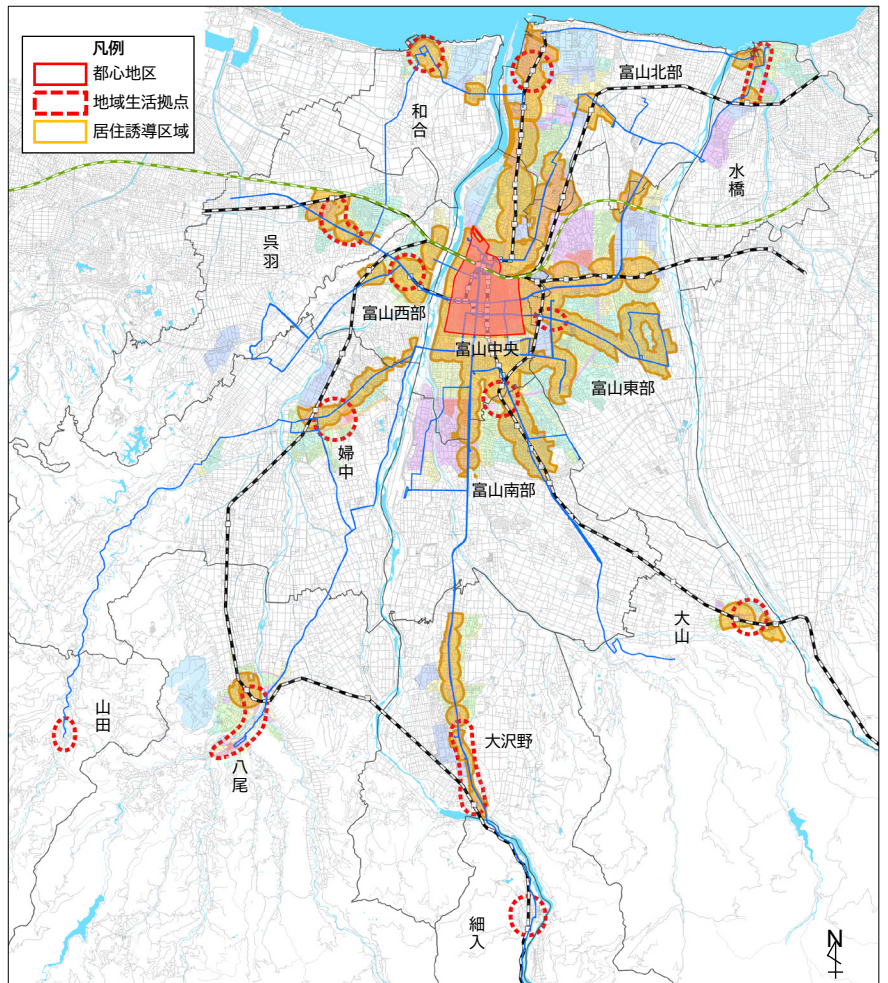 凡例
都心地区
地域生活拠点
居住誘導区域
富山北部
和合
水橋
呉羽
富山西部
富山中央
富山東部
婦中
富山南部
大山
山田
八尾
大沢野
細入
N